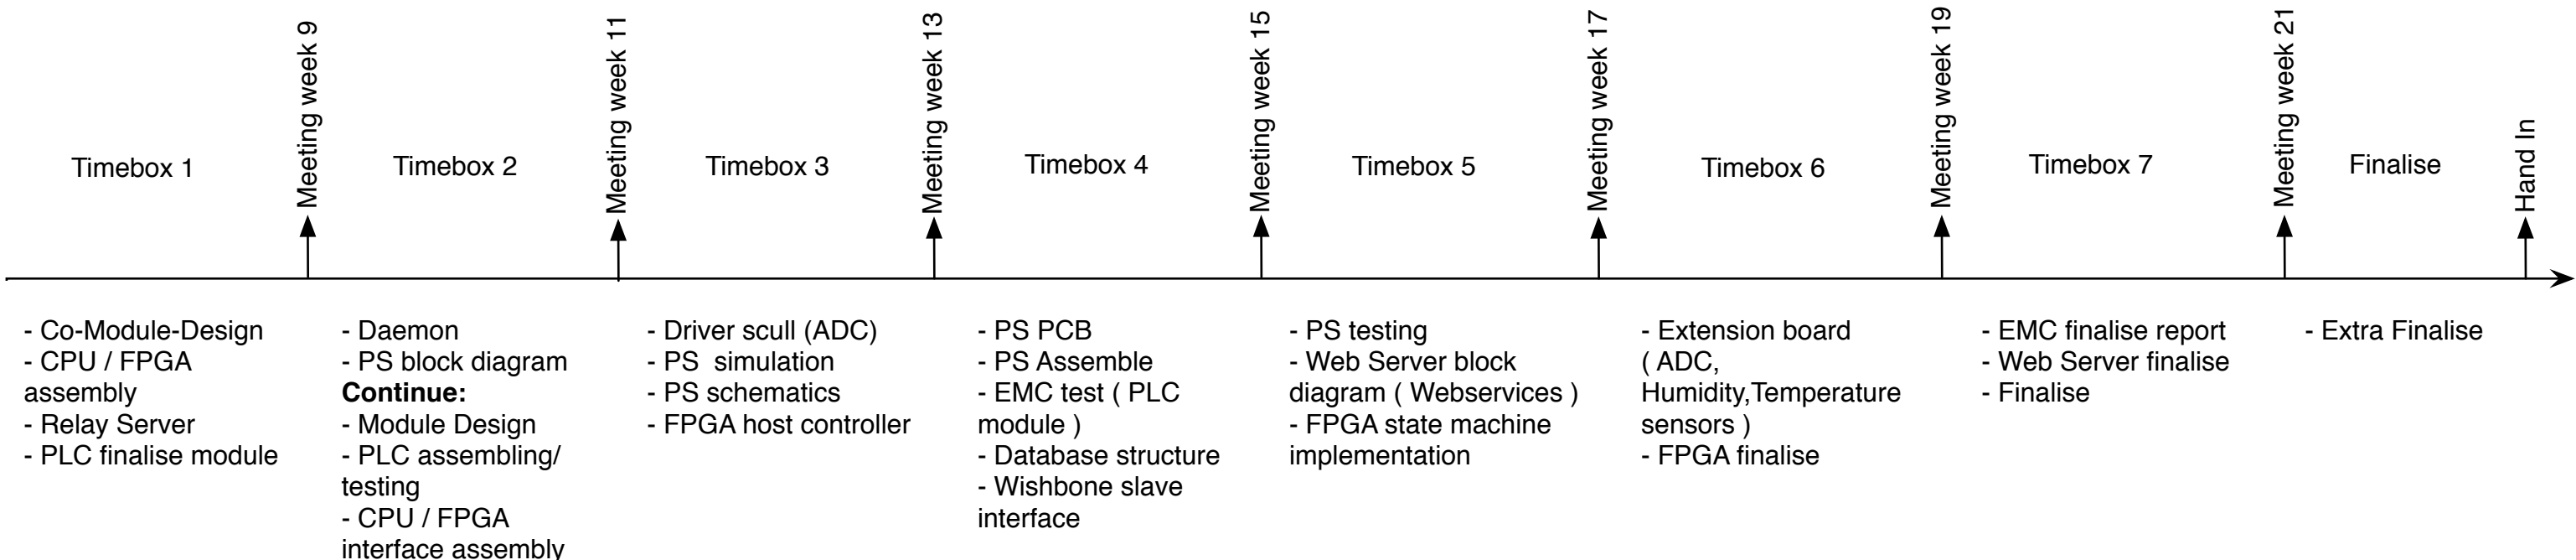 Meeting week 9
Meeting week 11
Meeting week 13
Meeting week 15
Meeting week 17
Meeting week 19
Meeting week 21
Hand In
Timebox 1
Timebox 2
Timebox 3
Timebox 4
Timebox 5
Timebox 6
Timebox 7
Finalise
- Co-Module-Design
- CPU / FPGA
assembly
- Relay Server
- PLC finalise module
- Daemon
- PS block diagram
Continue:
- Module Design
- PLC assembling/
testing
- CPU / FPGA
interface assembly
- Driver scull (ADC)
- PS  simulation
- PS schematics
- FPGA host controller
- PS PCB
- PS Assemble
- EMC test ( PLC
module )
- Database structure
- Wishbone slave
interface
- PS testing
- Web Server block
diagram ( Webservices )
- FPGA state machine
implementation
- Extension board
( ADC,
Humidity,Temperature
sensors )
- FPGA finalise
- EMC finalise report
- Web Server finalise
- Finalise
- Extra Finalise